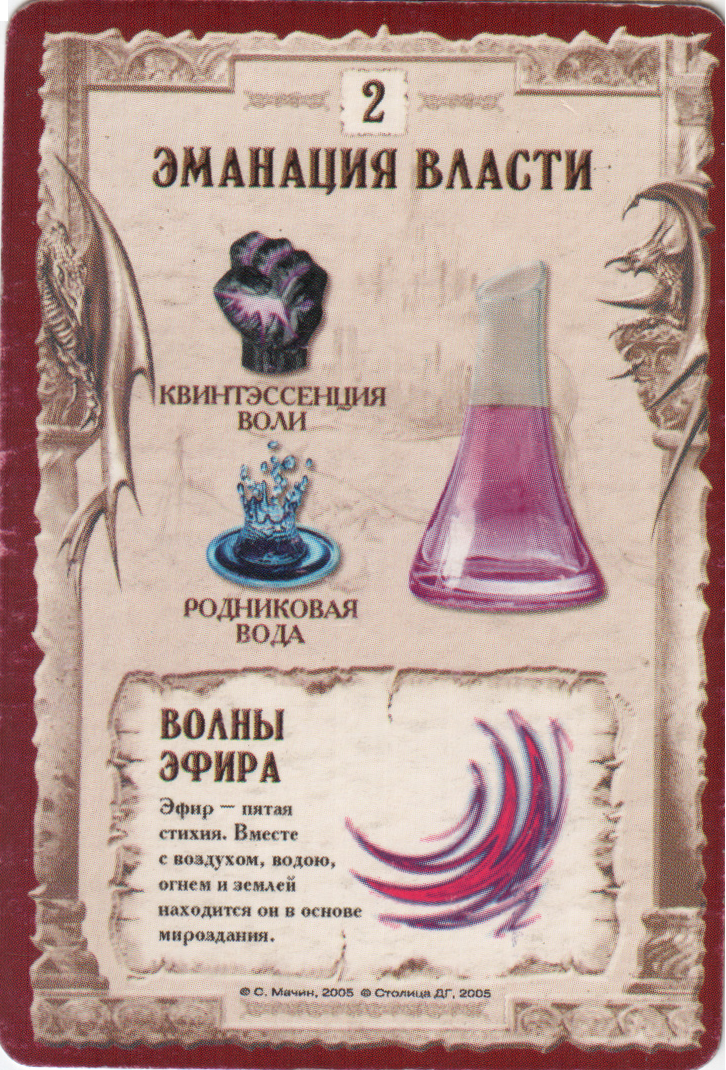 2
ЭМАНАЦИЯ ВЛАСТИ
КВИНТЭССЕНЦИЯ
ВОЛИ
РОДНИКОВАЯ
ВОДА
ВОЛНЫ
ЭФИРА
Эфир — пятая
стихия. Вместе
с воздухом, водою,
огнем и землей
находится он в основе
мироздания.
© С. Мачин, 2005 © Столица ДГ, 2005